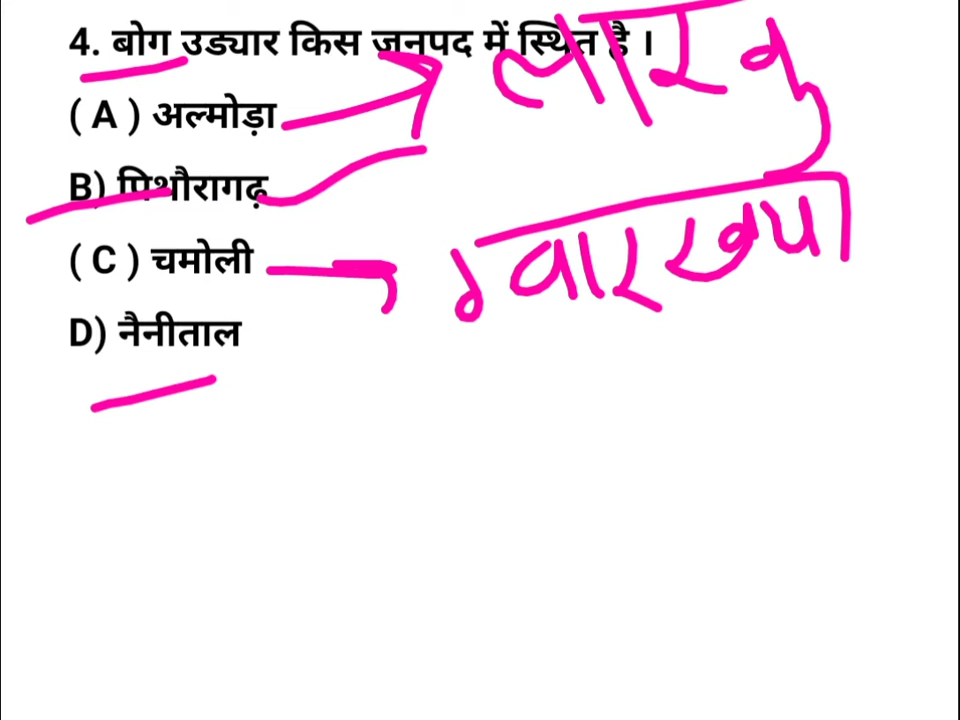 4. बोग उड्यार किस जनपद में स्थित है ।
( A ) अल्मोड़ा
B) पिथौरागढ़
( C ) चमोली
D) नैनीताल